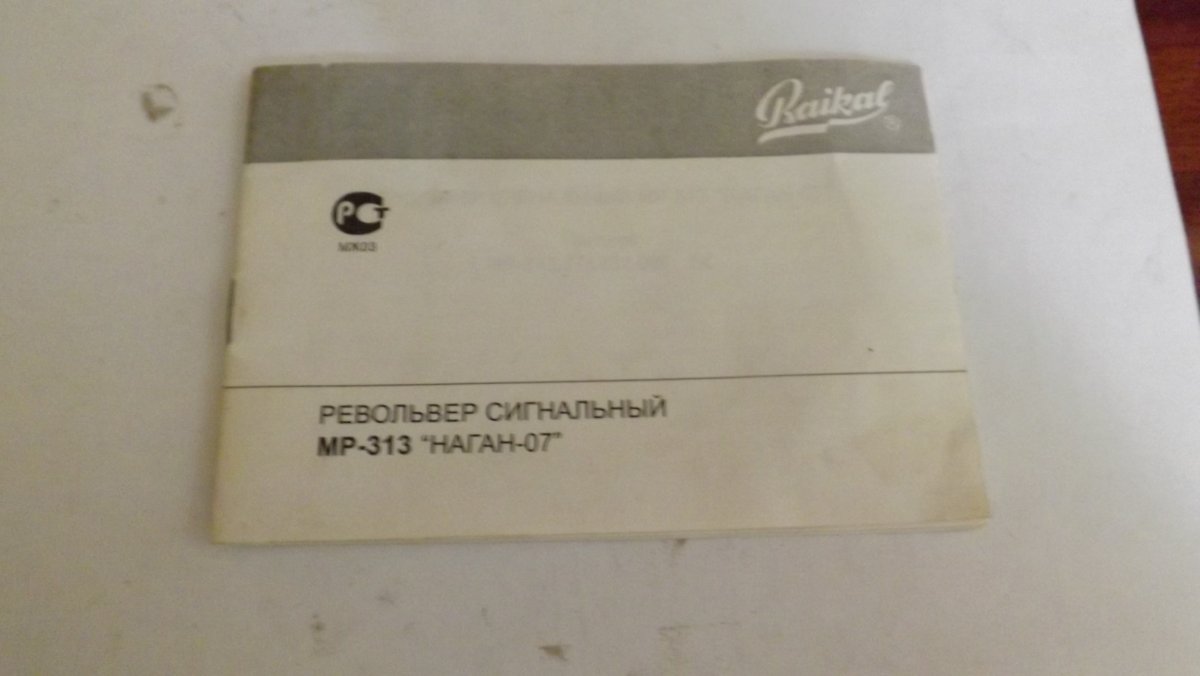 Baikal
®
РСТ
МЖ03
РЕВОЛЬВЕР СИГНАЛЬНЫЙ
МР-313 "НАГАН-07"